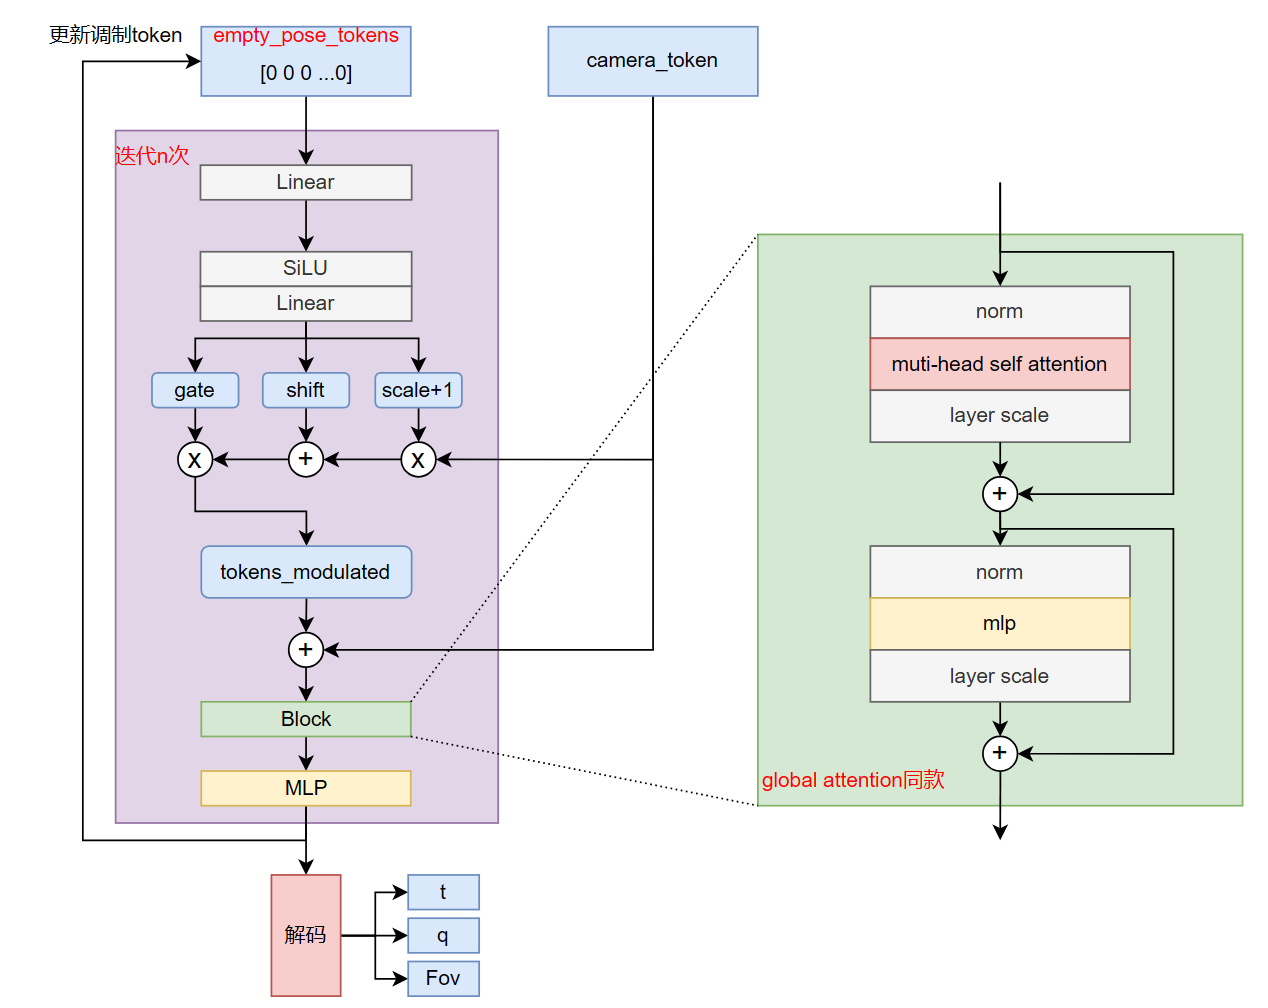 更新调制token
empty_pose_tokens
[0 0 0 ...0]
camera_token
迭代n次
Linear
SiLU
Linear
gate
shift
scale+1
X
+
X
tokens_modulated
+
Block
MLP
解码
t
q
Fov
norm
muti-head self attention
layer scale
+
norm
mlp
layer scale
+
global attention同款